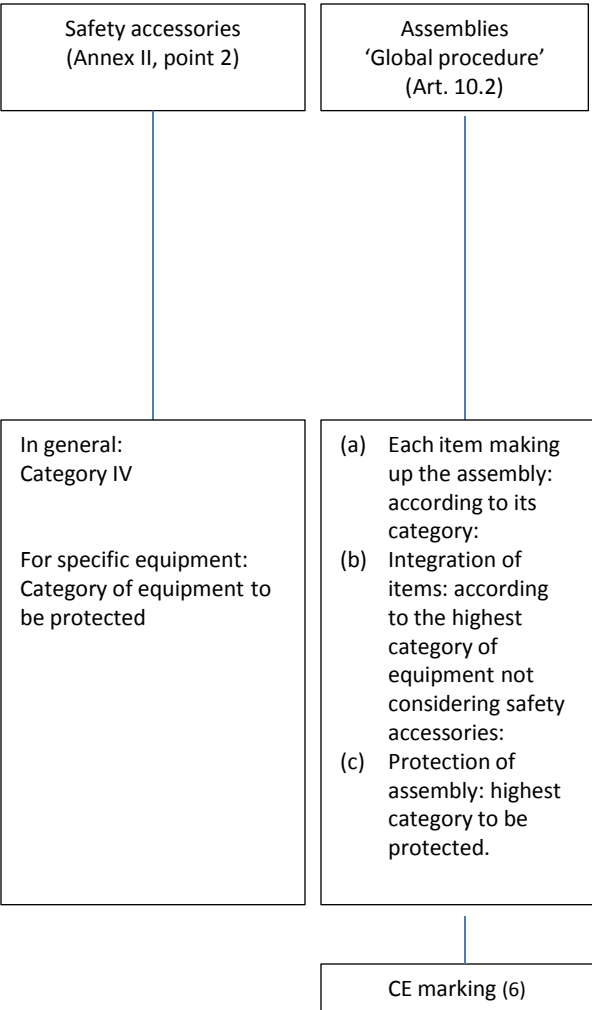 Safety accessories
(Annex II, point 2)
Assemblies
‘Global procedure’
(Art. 10.2)
In general:
Category IV
For specific equipment:
Category of equipment to
be protected
(a) Each item making
up the assembly:
according to its
category:
(b) Integration of
items: according
to the highest
category of
equipment not
considering safety
accessories:
(c) Protection of
assembly: highest
category to be
protected.
CE marking (6)